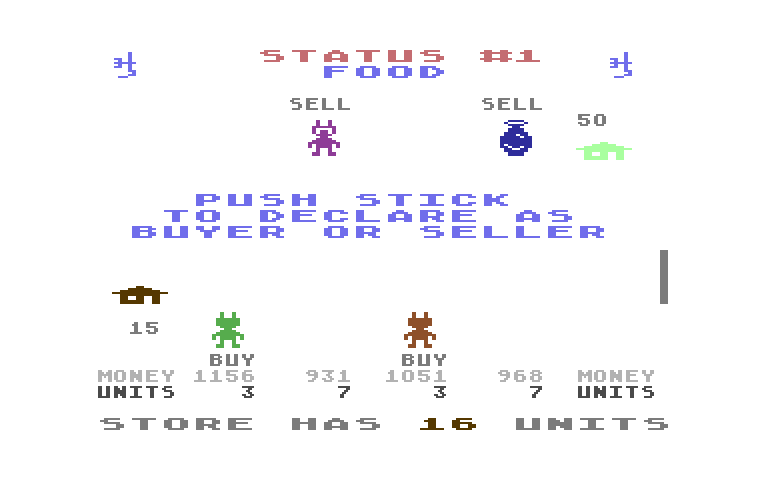 STATUS #1
FOOD
SELL SELL
50
PUSH STICK
TO DECLARE AS
BUYER OR SELLER
15
BUY BUY
MONEY 1156 931 1051 968 MONEY
UNITS 3 7 3 7 UNITS
STORE HAS 16 UNITS